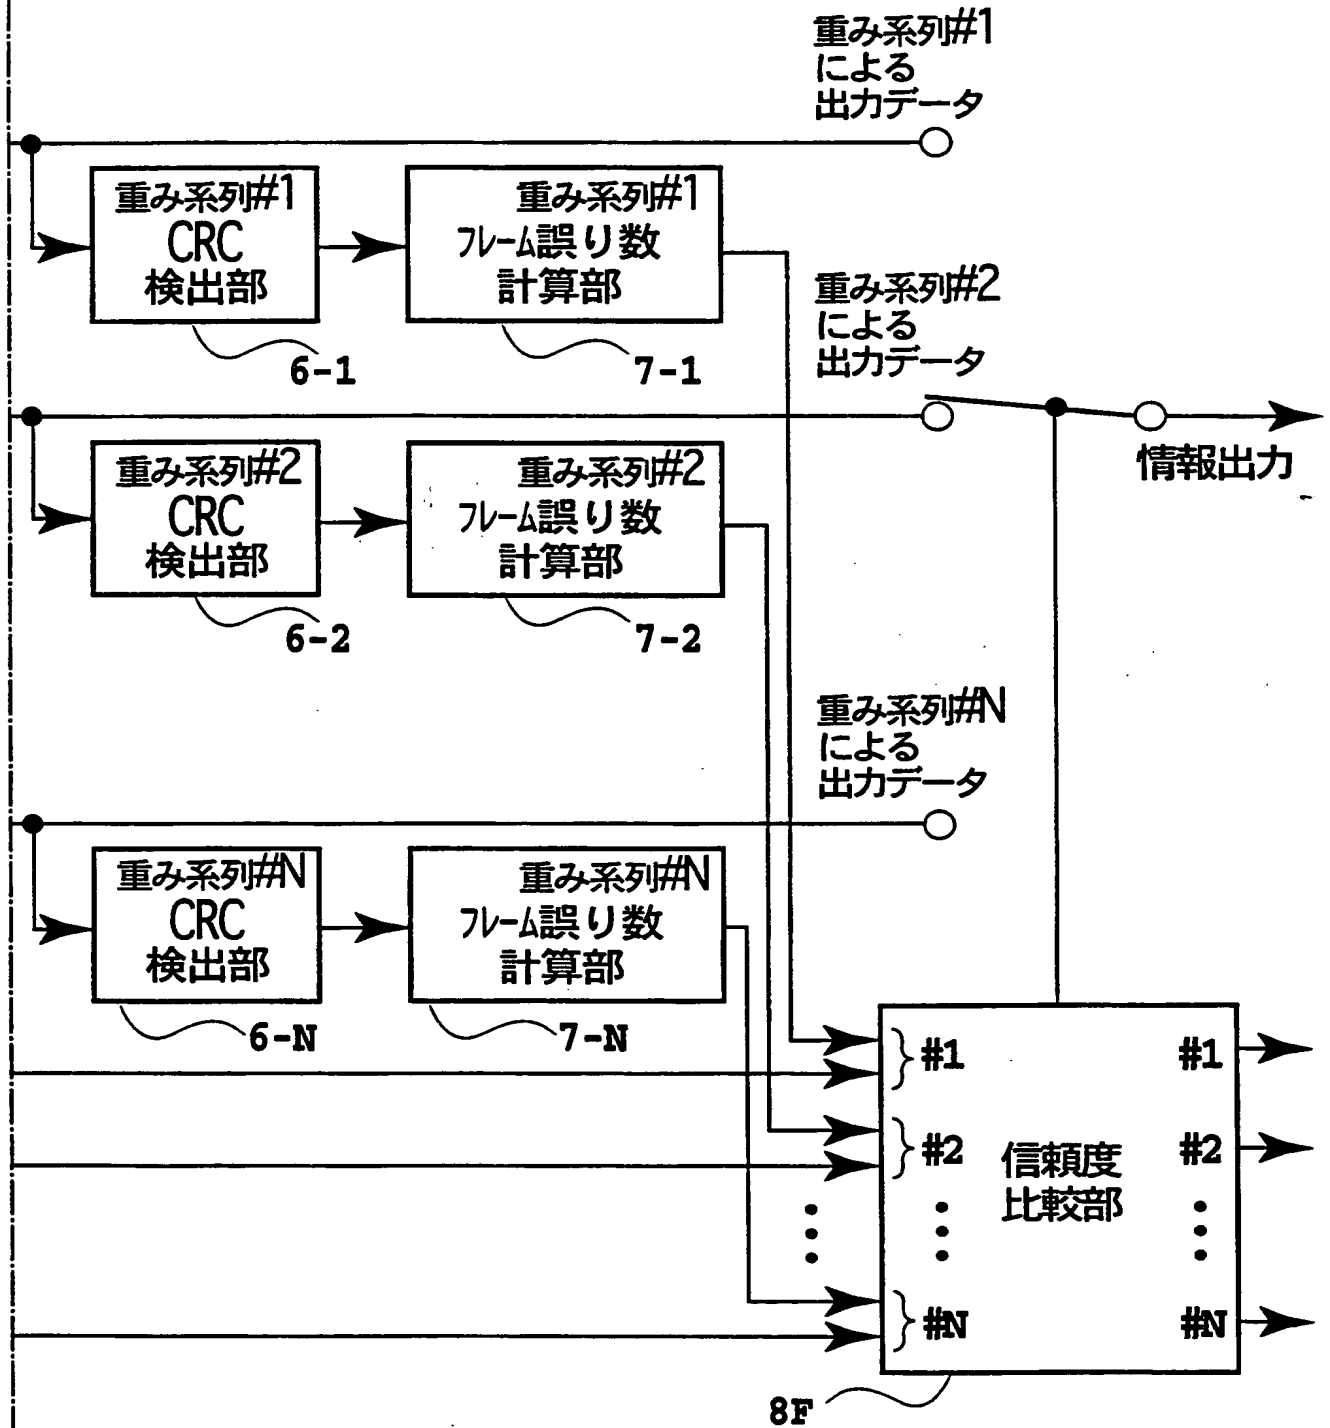 重み系列#1
による
出力データ
重み系列#1
CRC
検出部
重み系列#1
フレーム誤り数
計算部
6-1
7-1
重み系列#2
による
出力データ
情報出力
重み系列#2
CRC
検出部
重み系列#2
フレーム誤り数
計算部
6-2
7-2
重み系列#N
による
出力データ
重み系列#N
CRC
検出部
重み系列#N
フレーム誤り数
計算部
6-N
7-N
#1
#1
#2
信頼度
比較部
#2
#N
#N
8F